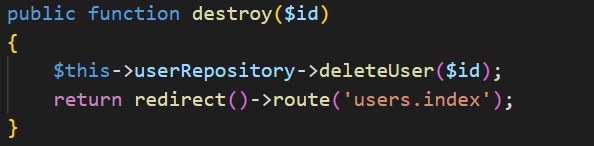 public function destroy($id)
{
    $this->userRepository->deleteUser($id);
    return redirect()->route('users.index');
}